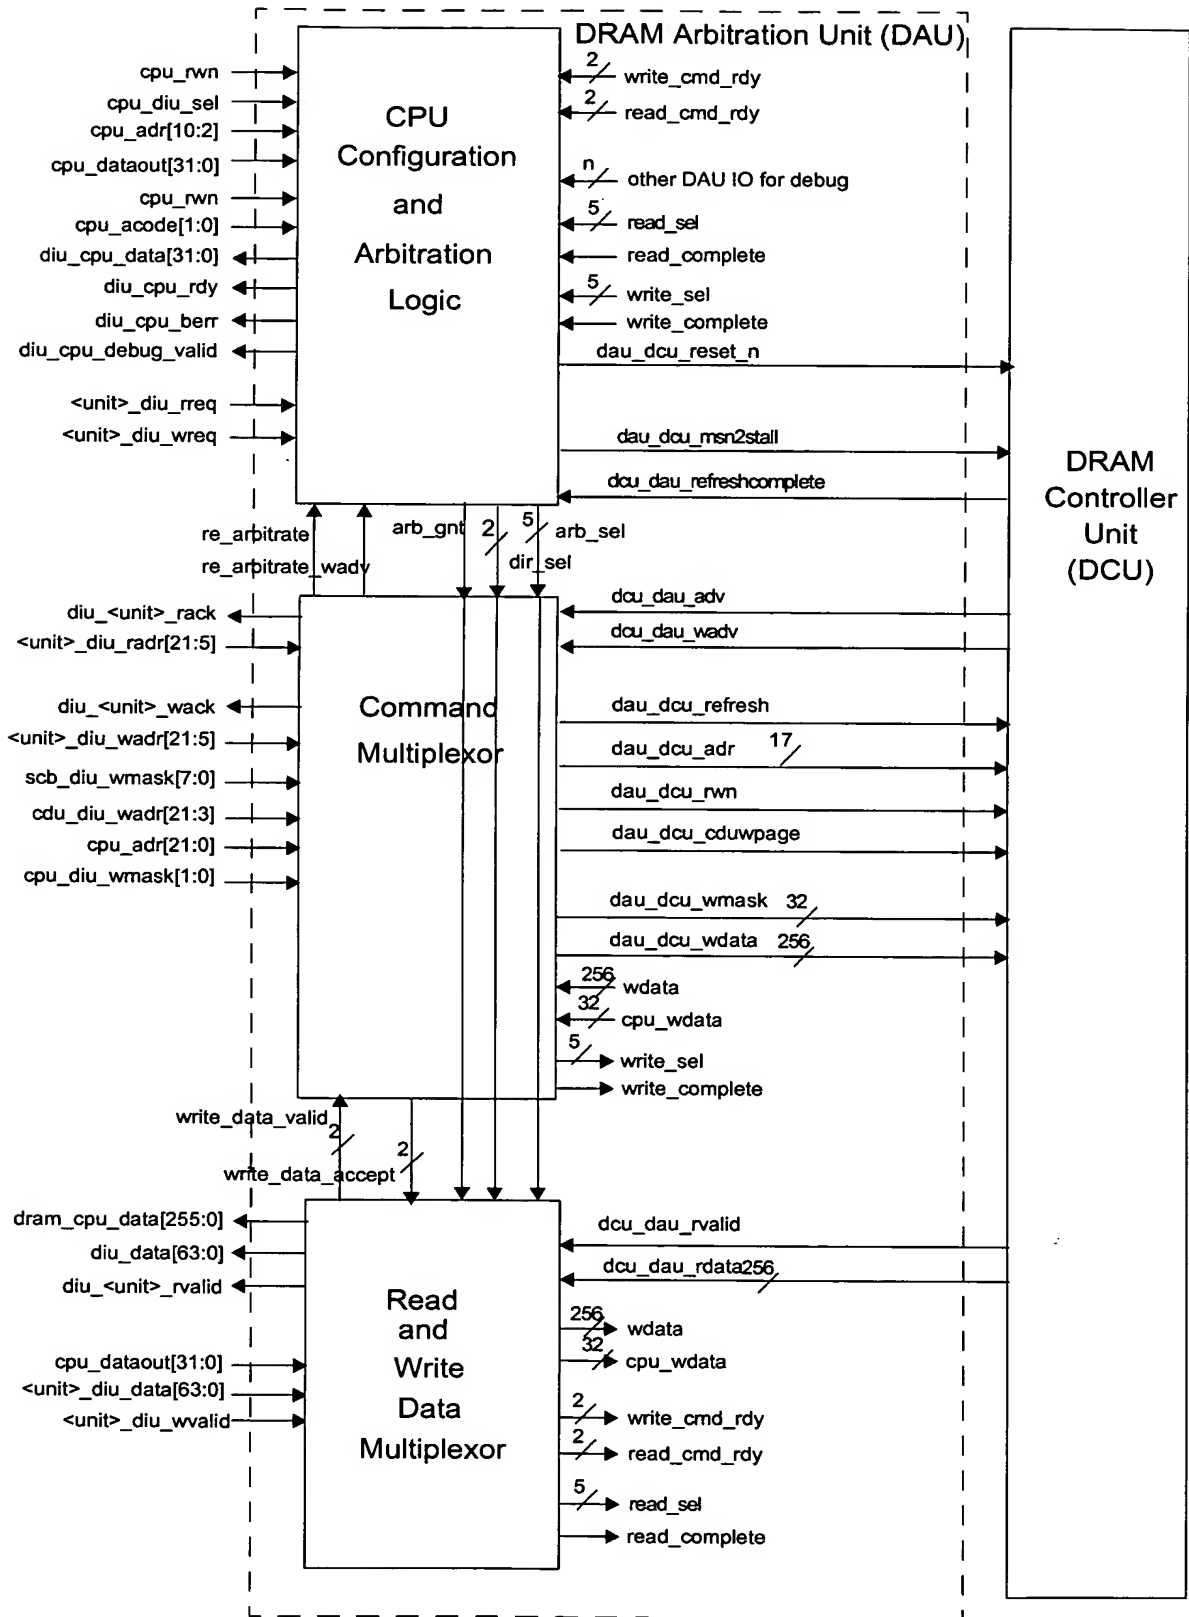 DRAM Arbitration Unit (DAU)
cpu_rwn
cpu_diu_sel
cpu_adr[10:2]
cpu_dataout[31:0]
cpu_rwn
cpu_acode[1:0]
diu_cpu_data[31:0]
diu_cpu_rdy
diu_cpu_berr
diu_cpu_debug_valid
<unit>_diu_rreq
<unit>_diu_wreq
CPU
Configuration
and
Arbitration
Logic
2
write_cmd_rdy
2
read_cmd_rdy
n
other DAU IO for debug
5
read_sel
read_complete
5
write_sel
write_complete
dau_dcu_reset_n
dau_dcu_msn2stall
dcu_dau_refreshcomplete
DRAM
Controller
Unit
(DCU)
re_arbitrate
re_arbitrate_wadv
arb_gnt
2
dir_sel
5
arb_sel
diu_<unit>_rack
<unit>_diu_radr[21:5]
diu_<unit>_wack
<unit>_diu_wadr[21:5]
scb_diu_wmask[7:0]
cdu_diu_wadr[21:3]
cpu_adr[21:0]
cpu_diu_wmask[1:0]
Command
Multiplexor
dcu_dau_adv
dcu_dau_wadv
dau_dcu_refresh
dau_dcu_adr 17
dau_dcu_rwn
dau_dcu_cduwpage
dau_dcu_wmask 32
dau_dcu_wdata 256
256
wdata
32
cpu_wdata
5
write_sel
write_complete
write_data_valid
2
write_data_accept
2
dram_cpu_data[255:0]
diu_data[63:0]
diu_<unit>_rvalid
cpu_dataout[31:0]
<unit>_diu_data[63:0]
<unit>_diu_wvalid
Read
and
Write
Data
Multiplexor
dcu_dau_rvalid
dcu_dau_rdata 256
256
wdata
32
cpu_wdata
2
write_cmd_rdy
2
read_cmd_rdy
5
read_sel
read_complete